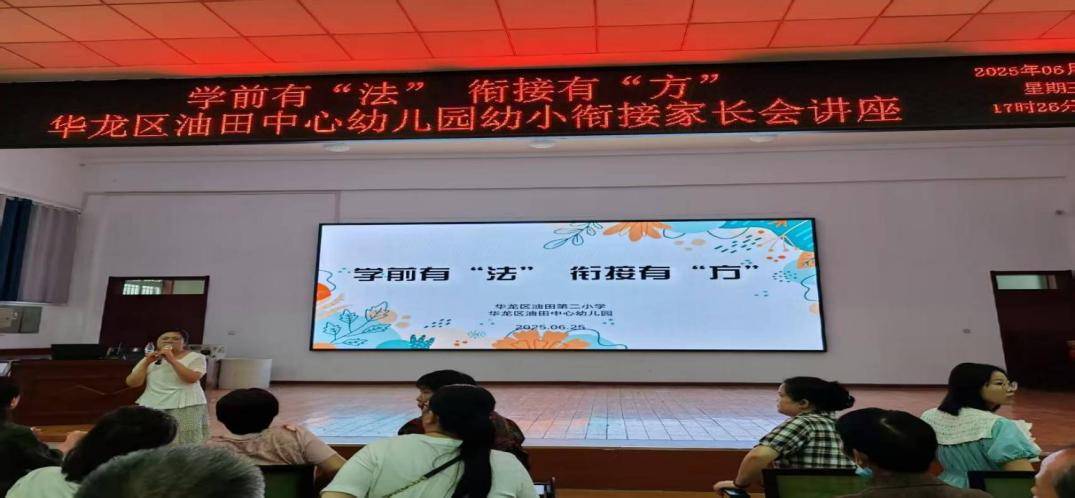 学前有“法” 衔接有“方”
华龙区油田中心幼儿园幼小衔接家长会讲座
2025年06月
星期三
17时26分
学前有“法” 衔接有“方”
华龙区油田第二小学
华龙区油田中心幼儿园
2025.06.25